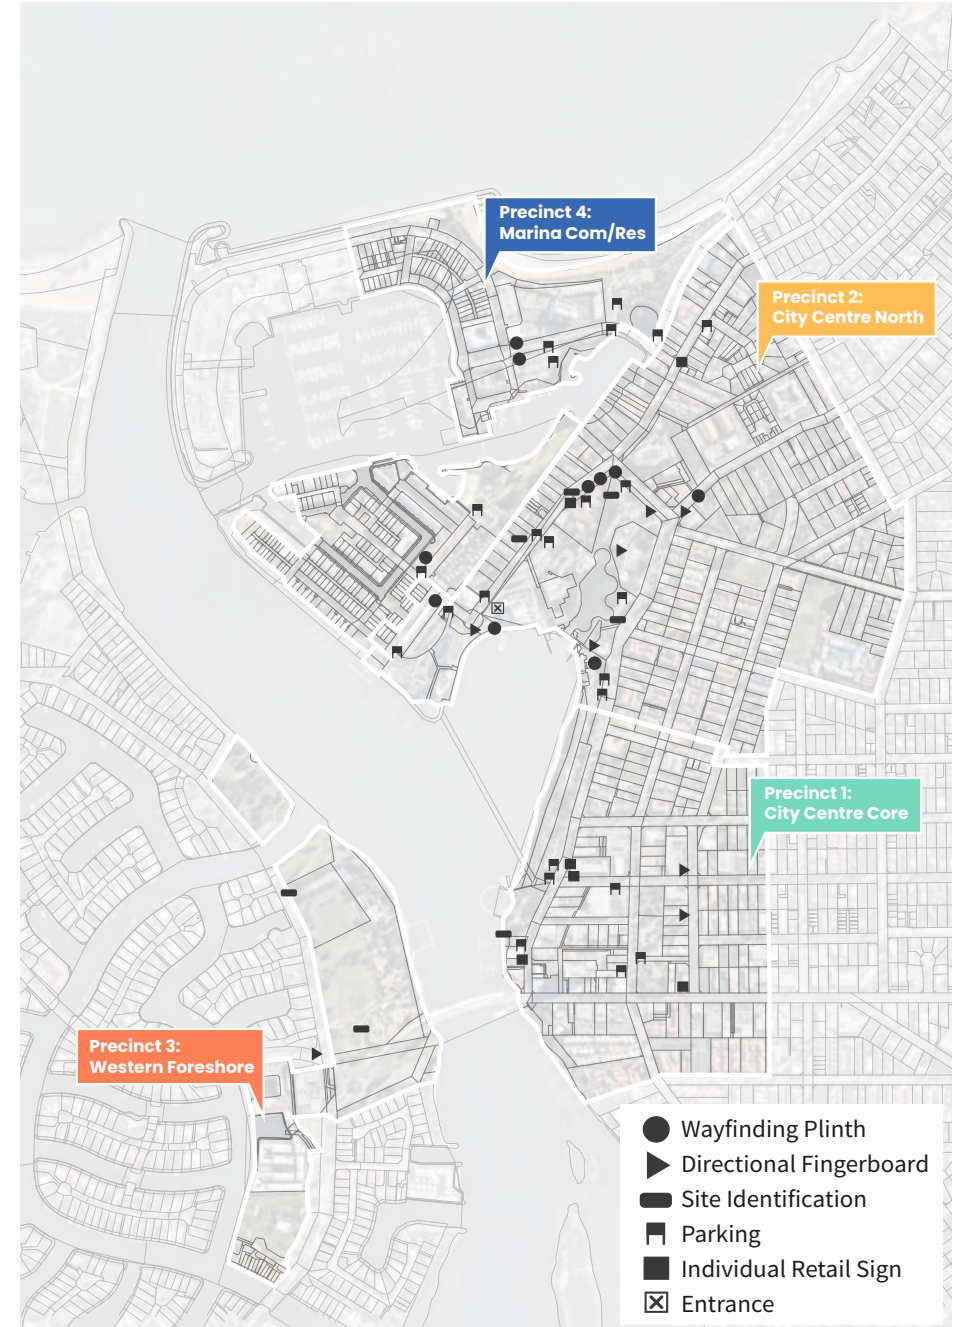 Precinct 4:
Marina Com/Res
Precinct 2:
City Centre North
Precinct 1:
City Centre Core
Precinct 3:
Western Foreshore
Wayfinding Plinth
Directional Fingerboard
Site Identification
Parking
Individual Retail Sign
Entrance